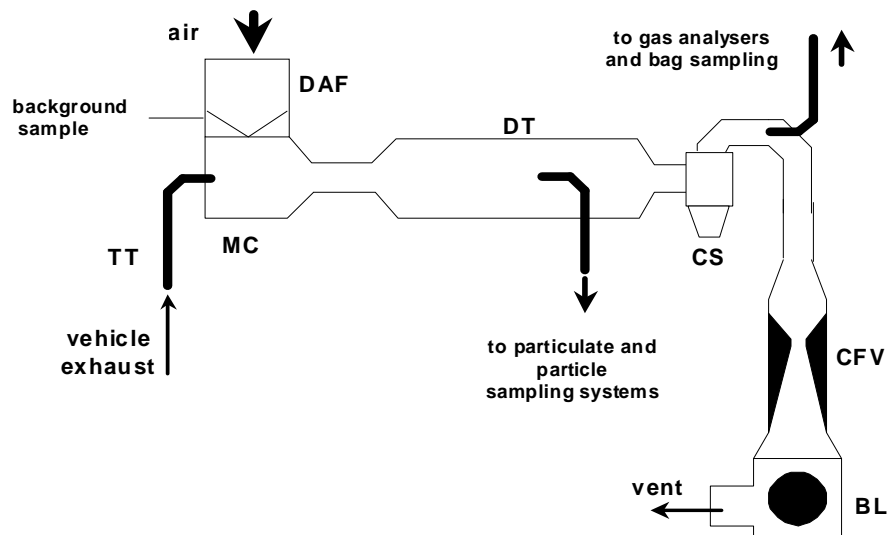 air
DAF
background
sample
TT
MC
vehicle
exhaust
DT
to particulate and
particle
sampling systems
to gas analysers
and bag sampling
CS
CFV
vent
BL